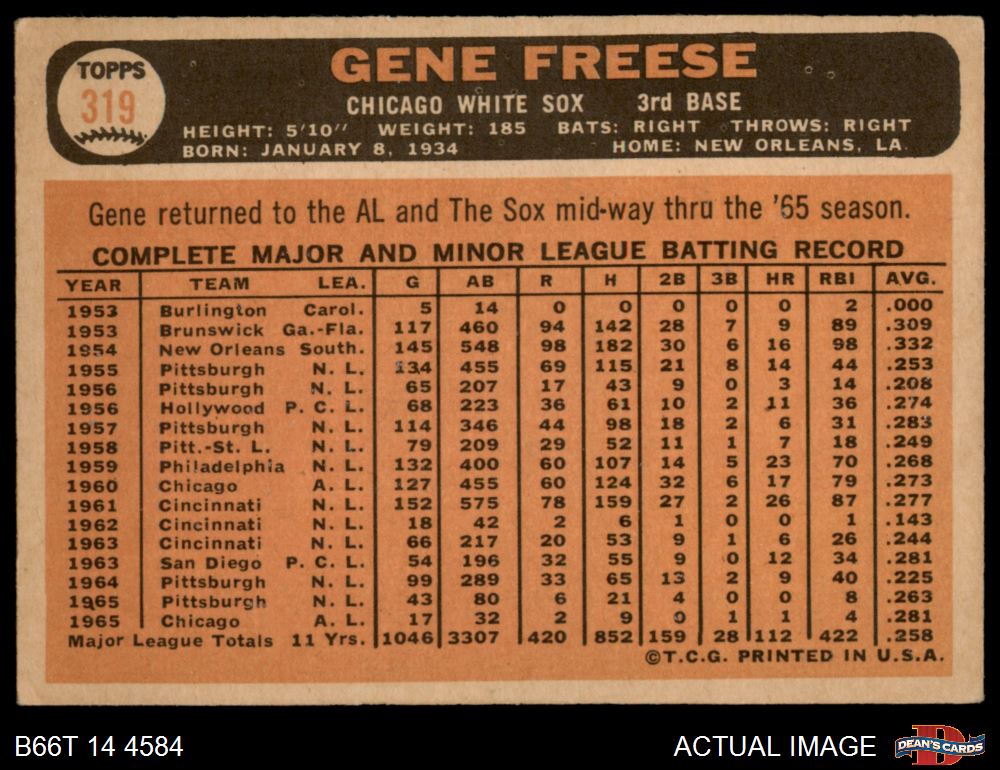 TOPPS
319
GENE FREESE
CHICAGO WHITE SOX 3rd BASE
HEIGHT: 5'10" WEIGHT: 185 BATS: RIGHT THROWS: RIGHT
BORN: JANUARY 8, 1934 HOME: NEW ORLEANS, LA.
Gene returned to the AL and The Sox mid-way thru the '65 season.
COMPLETE MAJOR AND MINOR LEAGUE BATTING RECORD
YEAR TEAM LEA. G AB R H 2B 3B HR RBI AVG.
1953 Burlington Carol. 5 14 0 0 0 0 0 2 .000
1953 Brunswick Ga.-Fla. 117 460 94 142 28 7 9 89 .309
1954 New Orleans South. 145 548 98 182 30 6 16 98 .332
1955 Pittsburgh N. L. 134 455 69 115 21 8 14 44 .253
1956 Pittsburgh N. L. 65 207 17 43 9 0 3 14 .208
1956 Hollywood P. C. L. 68 223 36 61 10 2 11 36 .274
1957 Pittsburgh N. L. 114 346 44 98 18 2 6 31 .283
1958 Pitt.-St. L. N. L. 79 209 29 52 11 1 7 18 .249
1959 Philadelphia N. L. 132 400 60 107 14 5 23 70 .268
1960 Chicago A. L. 127 455 60 124 32 6 17 79 .273
1961 Cincinnati N. L. 152 575 78 159 27 2 26 87 .277
1962 Cincinnati N. L. 18 42 2 6 1 0 0 1 .143
1963 Cincinnati N. L. 66 217 20 53 9 1 6 26 .244
1963 San Diego P. C. L. 54 196 32 55 9 0 12 34 .281
1964 Pittsburgh N. L. 99 289 33 65 13 2 9 40 .225
1965 Pittsburgh N. L. 43 80 6 21 4 0 0 8 .263
1965 Chicago A. L. 17 32 2 9 0 1 1 4 .281
Major League Totals 11 Yrs. 1046 3307 420 852 159 28 112 422 .258
©T.C.G. PRINTED IN U.S.A.
B66T 14 4584 ACTUAL IMAGE
D
DEAN'S CARDS